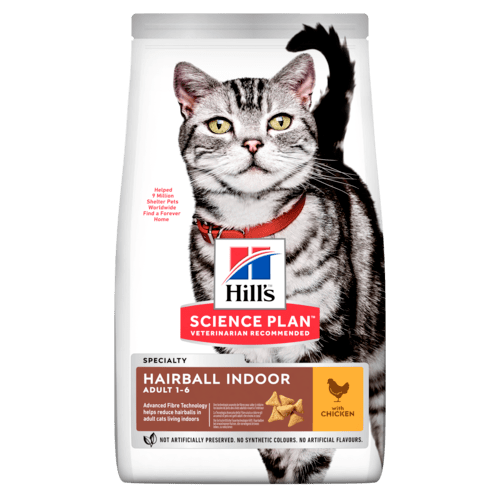 Helped
9 Million
Shelter Pets
Worldwide
Find a Forever
Home
Hill's
SCIENCE PLAN™
VETERINARIAN RECOMMENDED
SPECIALTY
HAIRBALL INDOOR
ADULT 1-6
Advanced Fibre Technology
helps reduce hairballs in
adult cats living indoors
with
CHICKEN
NOT ARTIFICIALLY PRESERVED. NO SYNTHETIC COLOURS. NO ARTIFICIAL FLAVOURS.